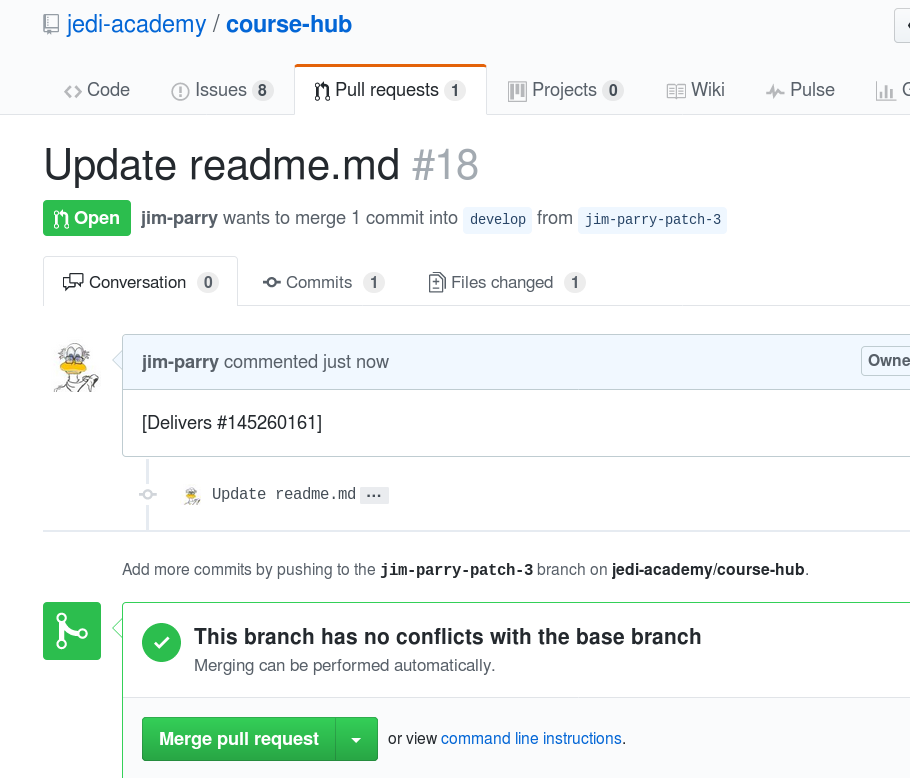 jedi-academy / course-hub
Code Issues 8 Pull requests 1 Projects 0 Wiki Pulse
Update readme.md #18
Open jim-parry wants to merge 1 commit into develop from jim-parry-patch-3
Conversation 0 Commits 1 Files changed 1
jim-parry commented just now Owne
[Delivers #145260161]
Update readme.md ...
Add more commits by pushing to the jim-parry-patch-3 branch on jedi-academy/course-hub.
This branch has no conflicts with the base branch
Merging can be performed automatically.
Merge pull request or view command line instructions.